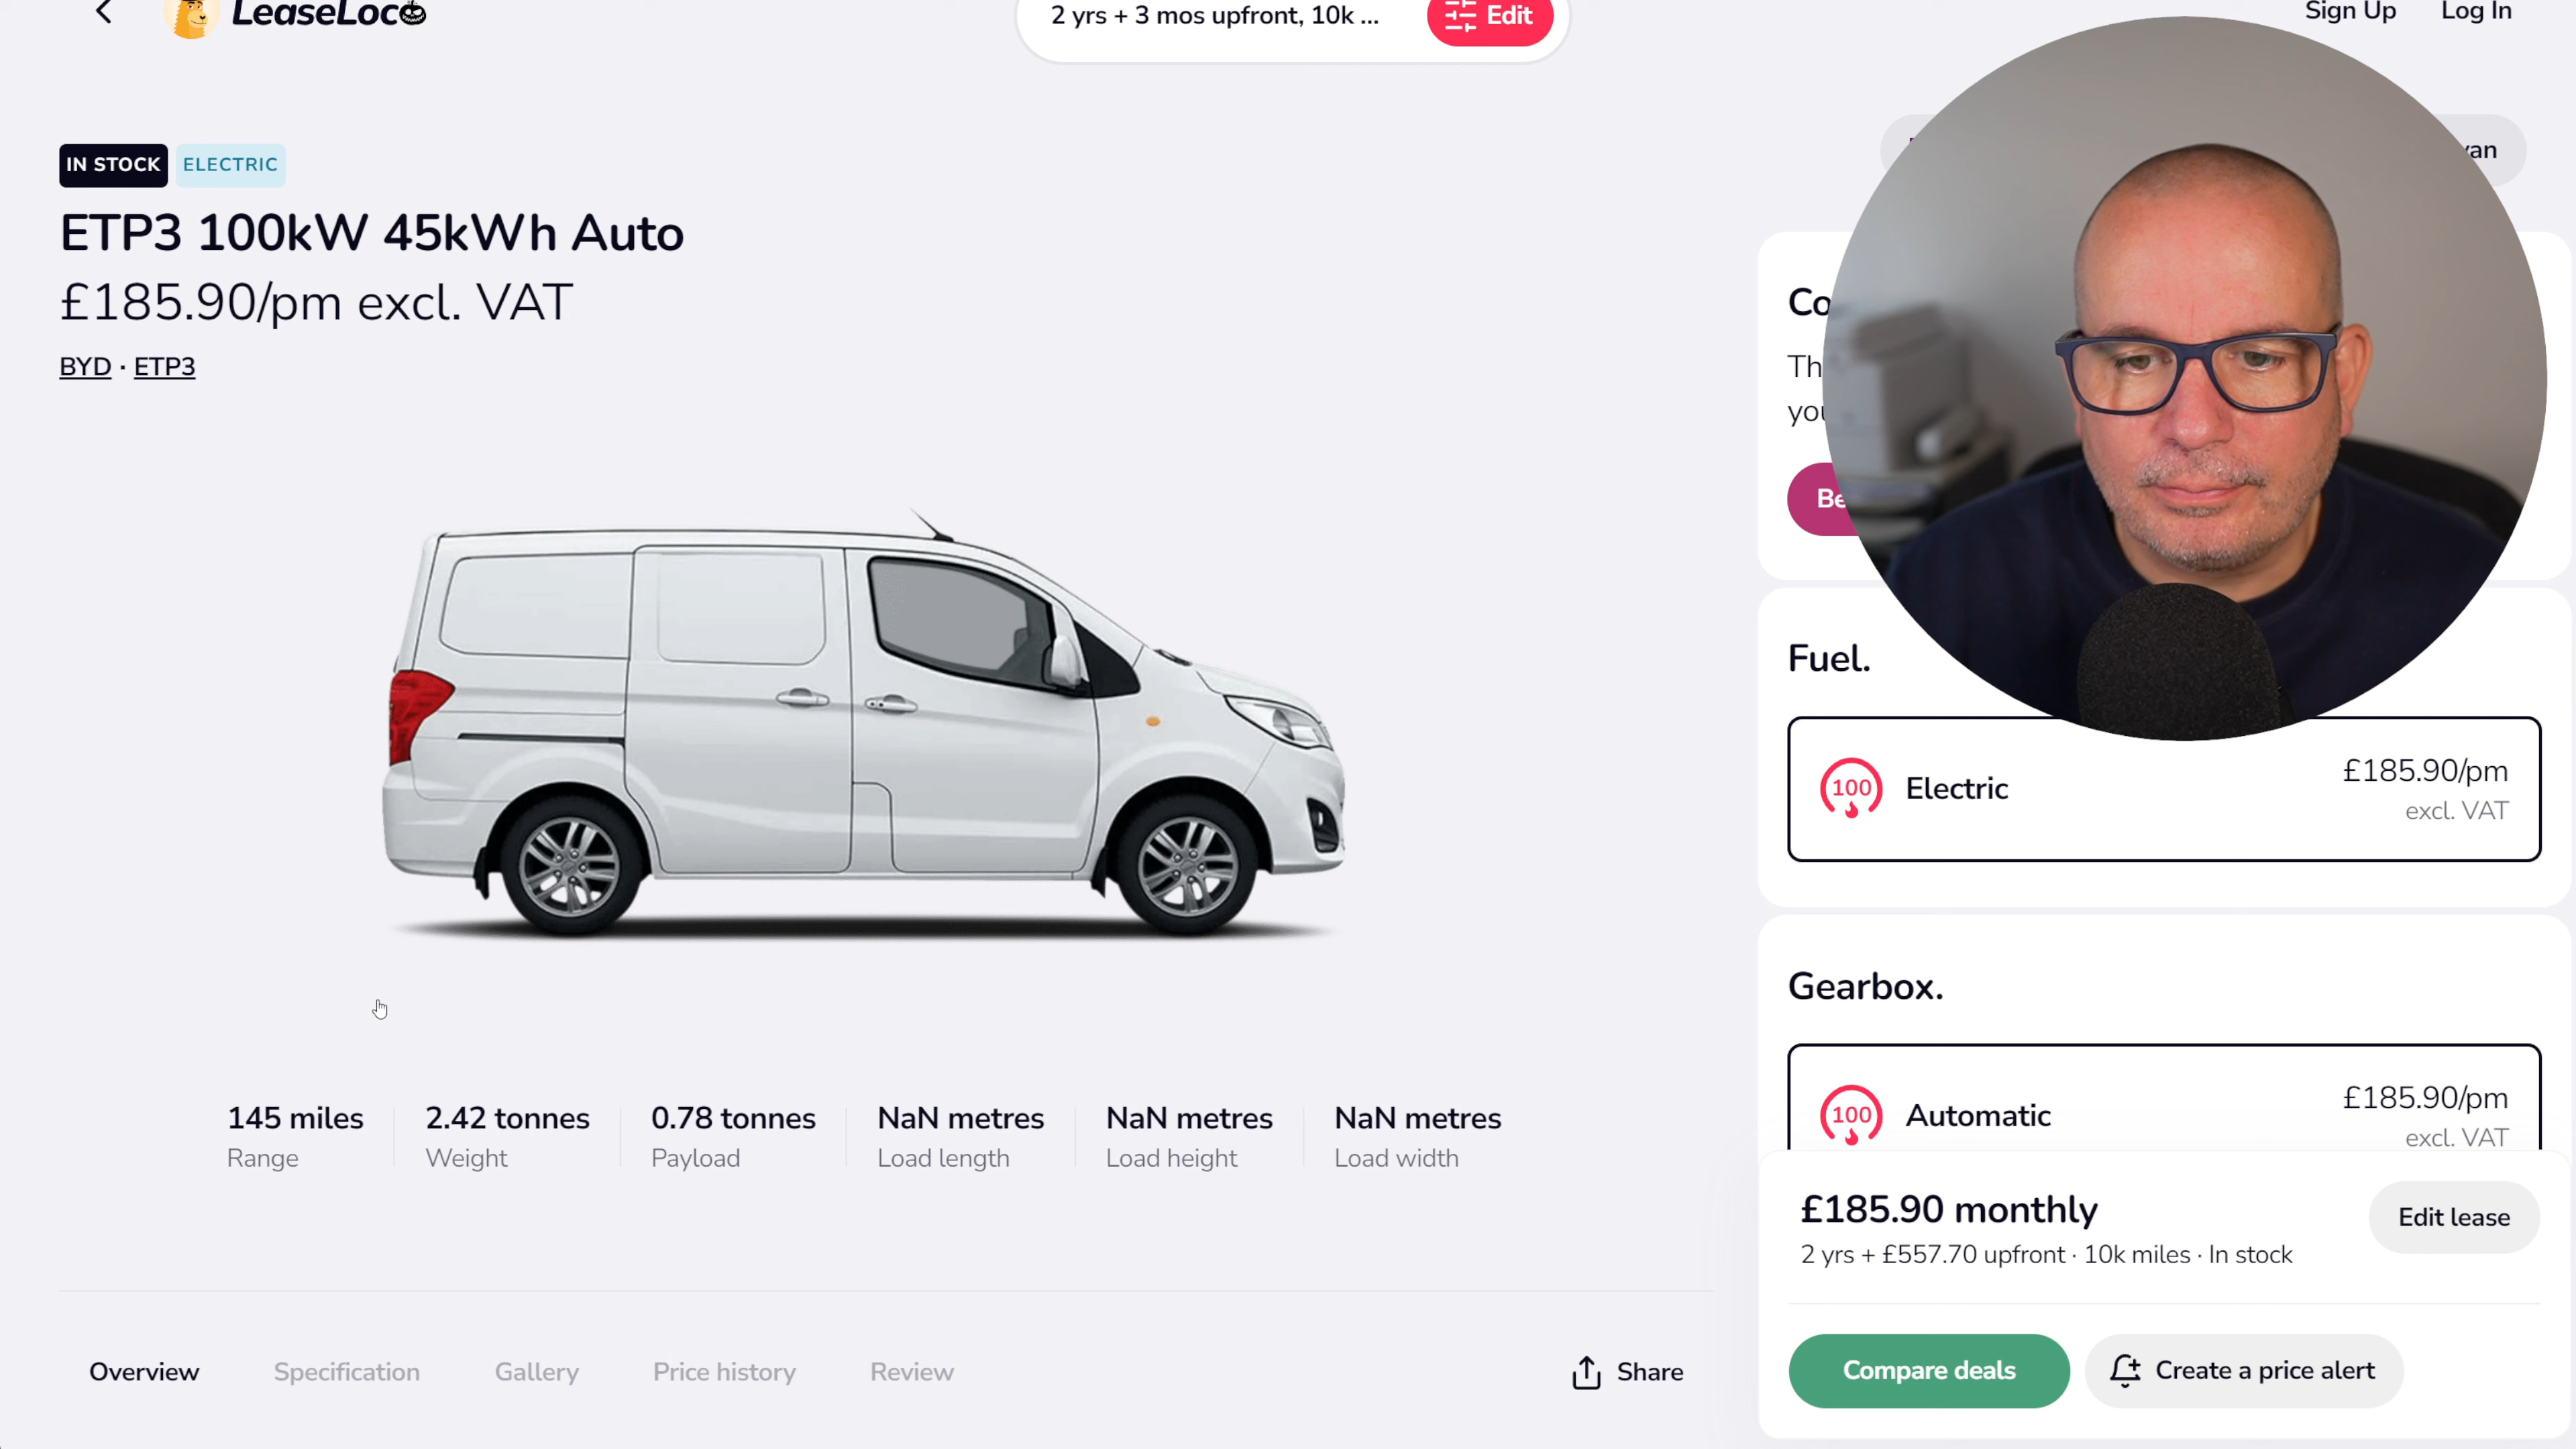 LeaseLoco
2 yrs + 3 mos upfront, 10k ...
Edit
Sign Up
Log In
IN STOCK
ELECTRIC
ETP3 100kW 45kWh Auto
£185.90/pm excl. VAT
BYD · ETP3
Fuel.
100
Electric
£185.90/pm
excl. VAT
Gearbox.
100
Automatic
£185.90/pm
excl. VAT
145 miles
Range
2.42 tonnes
Weight
0.78 tonnes
Payload
NaN metres
Load length
NaN metres
Load height
NaN metres
Load width
£185.90 monthly
2 yrs + £557.70 upfront · 10k miles · In stock
Edit lease
Overview
Specification
Gallery
Price history
Review
Share
Compare deals
Create a price alert